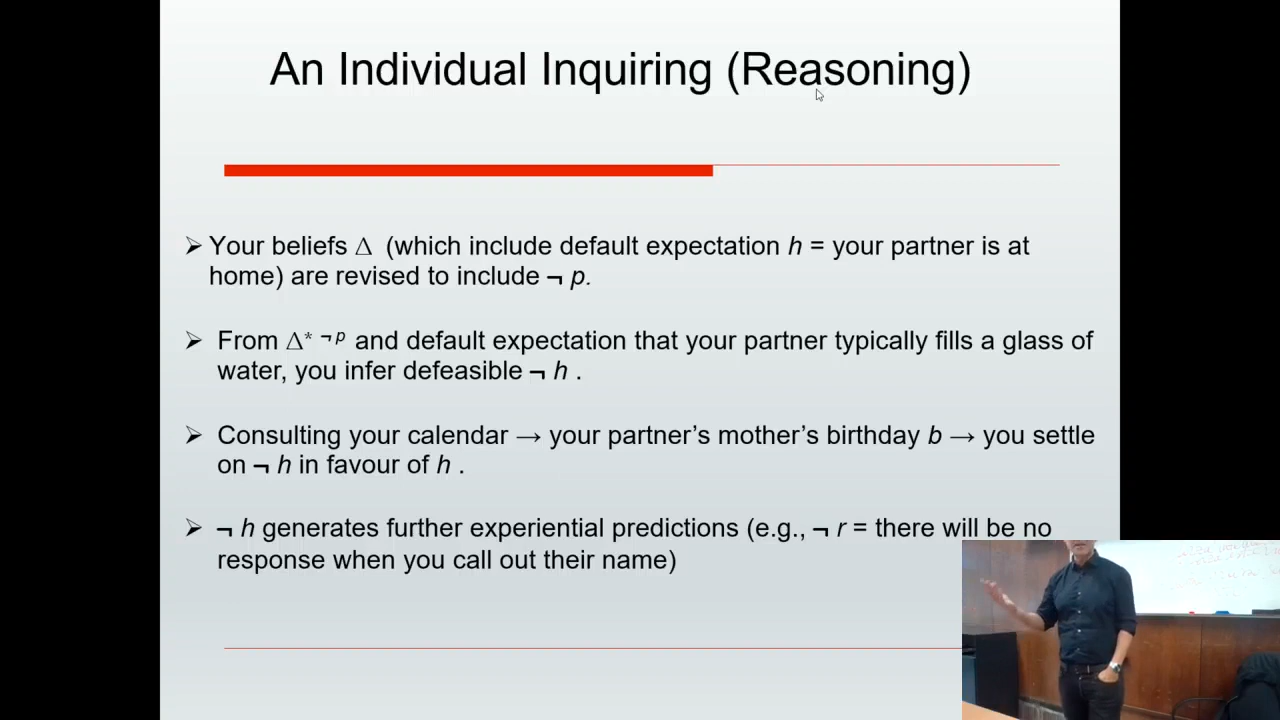 An Individual Inquiring (Reasoning)
➢ Your beliefs Δ (which include default expectation h = your partner is at
home) are revised to include ¬ p.
➢ From Δ* ¬ p and default expectation that your partner typically fills a glass of
water, you infer defeasible ¬ h .
➢ Consulting your calendar → your partner’s mother’s birthday b → you settle
on ¬ h in favour of h .
➢ ¬ h generates further experiential predictions (e.g., ¬ r = there will be no
response when you call out their name)